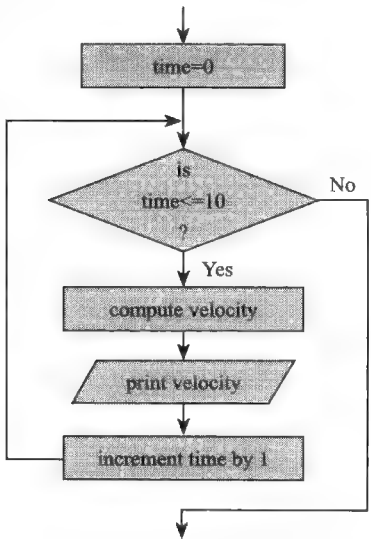 time=0
is
time<=10
?
No
Yes
compute velocity
print velocity
increment time by 1